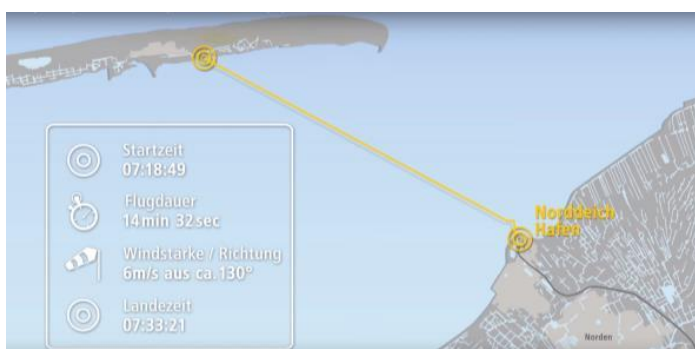 Startzeit
07:18:49
Flugdauer
14min 32sec
Windstärke / Richtung
6m/s aus ca.130°
Landezeit
07:33:21
Norddeich
Hafen
Norden